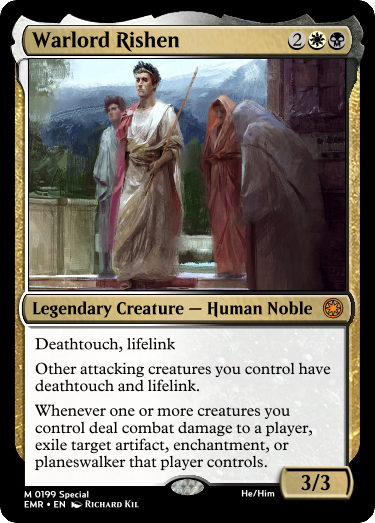 Warlord Rishen 2
Legendary Creature — Human Noble
Deathtouch, lifelink
Other attacking creatures you control have
deathtouch and lifelink.
Whenever one or more creatures you
control deal combat damage to a player,
exile target artifact, enchantment, or
planeswalker that player controls.
3/3
M 0199 Special
EMR • EN Richard Kil
He/Him